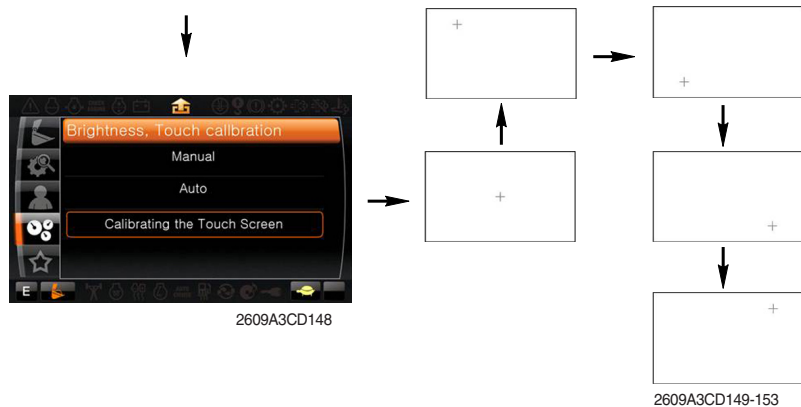 Brightness, Touch callbration
Manual
Auto
Calibrating the Touch Screen
E
2609A3CD148
2609A3CD149-153